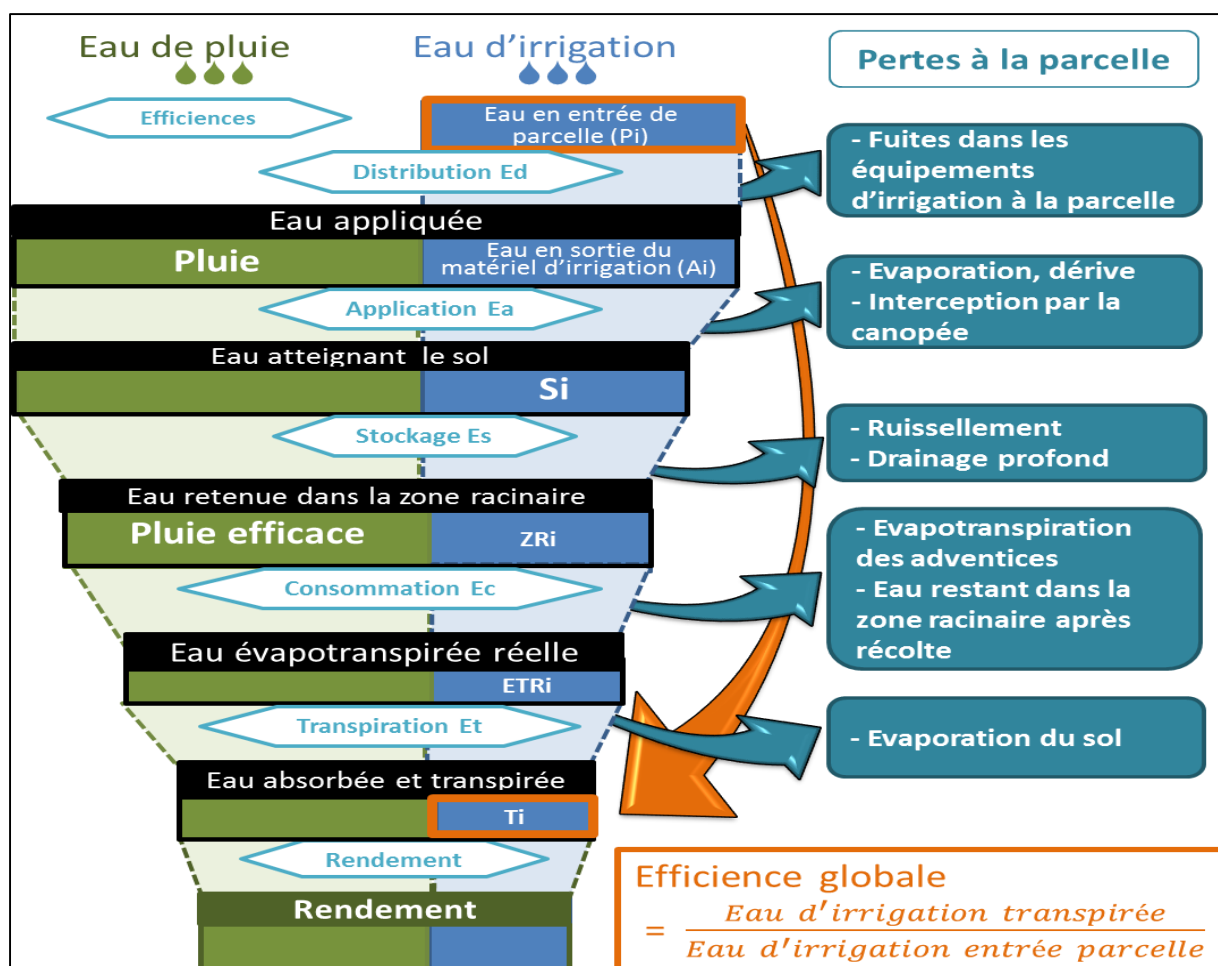 Eau de pluie
Eau d’irrigation
Pertes à la parcelle
Efficiences
Eau en entrée de
parcelle (Pi)
Distribution Ed
- Fuites dans les
équipements
d’irrigation à la parcelle
Eau appliquée
Pluie
Eau en sortie du
matériel d'irrigation (Ai)
- Evaporation, dérive
- Interception par la
canopée
Application Ea
Eau atteignant le sol
Si
Stockage Es
- Ruissellement
- Drainage profond
Eau retenue dans la zone racinaire
Pluie efficace
ZRi
- Evapotranspiration
des adventices
- Eau restant dans la
zone racinaire après
récolte
Consommation Ec
Eau évapotranspirée réelle
ETRi
Transpiration Et
- Evaporation du sol
Eau absorbée et transpirée
Ti
Rendement
Rendement
Efficience globale
= Eau d'irrigation transpirée
Eau d'irrigation entrée parcelle